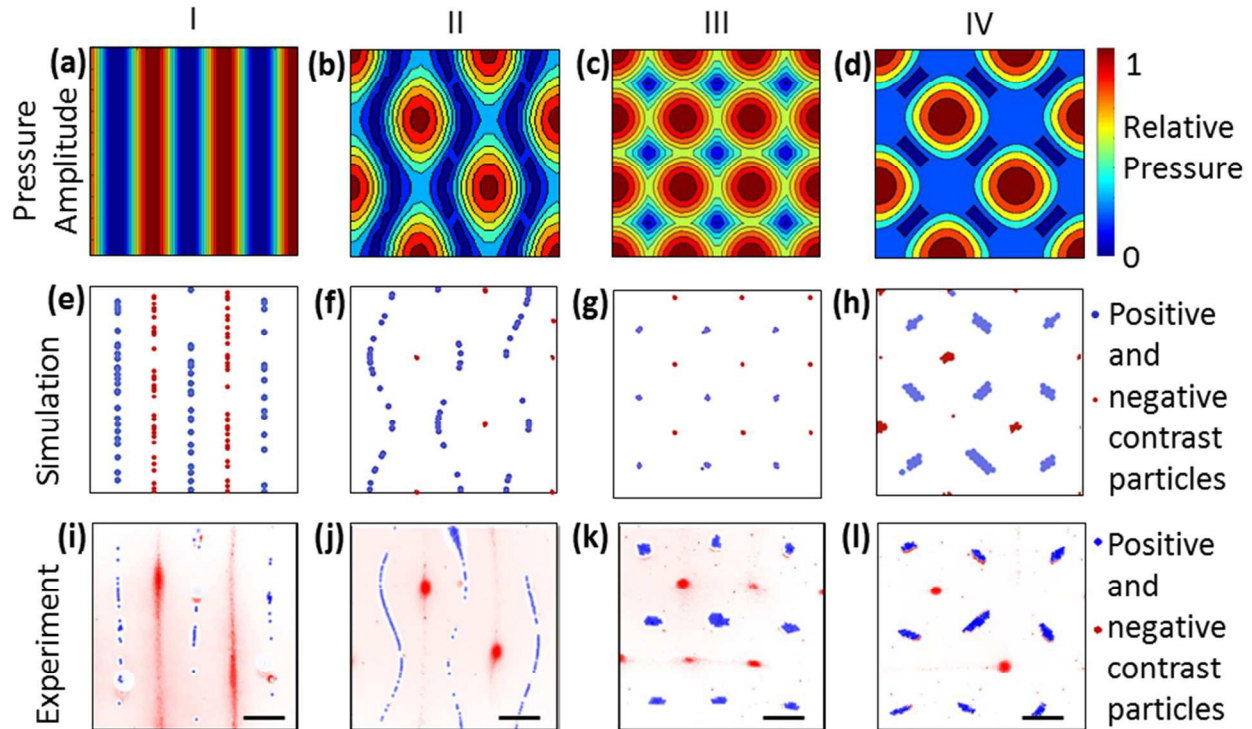 I II III IV
(a) (b) (c) (d)
Pressure
Amplitude
1
Relative
Pressure
0
(e) (f) (g) (h)
Simulation
Positive
and
negative
contrast
particles
(i) (j) (k) (l)
Experiment
Positive
and
negative
contrast
particles